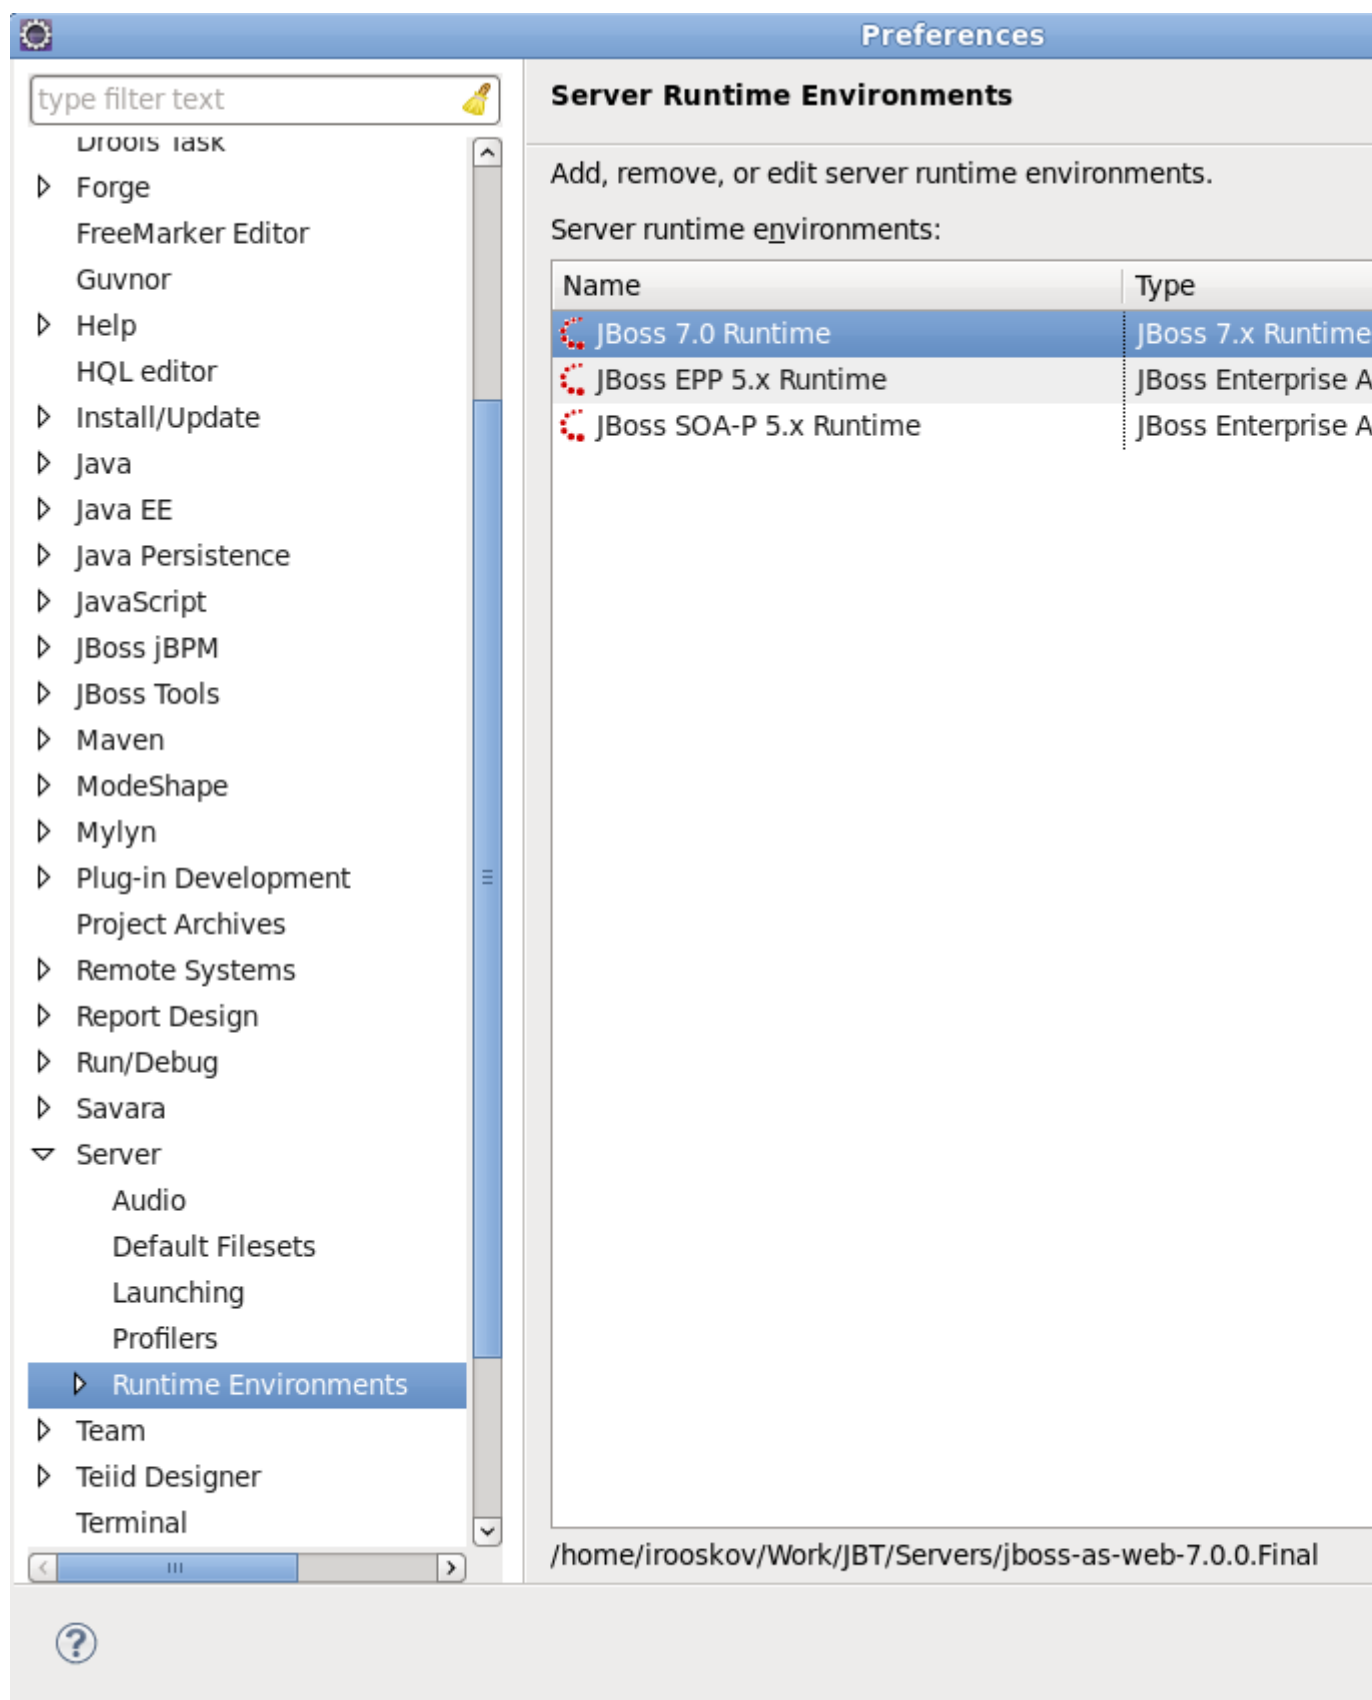 Preferences
type filter text
Drools Task
Forge
FreeMarker Editor
Guvnor
Help
HQL editor
Install/Update
Java
Java EE
Java Persistence
JavaScript
JBoss jBPM
JBoss Tools
Maven
ModeShape
Mylyn
Plug-in Development
Project Archives
Remote Systems
Report Design
Run/Debug
Savara
Server
Audio
Default Filesets
Launching
Profilers
Runtime Environments
Team
Teiid Designer
Terminal
Server Runtime Environments
Add, remove, or edit server runtime environments.
Server runtime environments:
Name Type
JBoss 7.0 Runtime JBoss 7.x Runtime
JBoss EPP 5.x Runtime JBoss Enterprise A
JBoss SOA-P 5.x Runtime JBoss Enterprise A
/home/irooskov/Work/JBT/Servers/jboss-as-web-7.0.0.Final
?